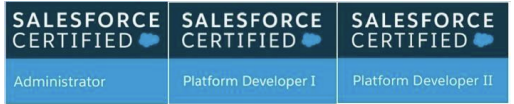 SALESFORCE
CERTIFIED
Administrator
SALESFORCE
CERTIFIED
Platform Developer I
SALESFORCE
CERTIFIED
Platform Developer II